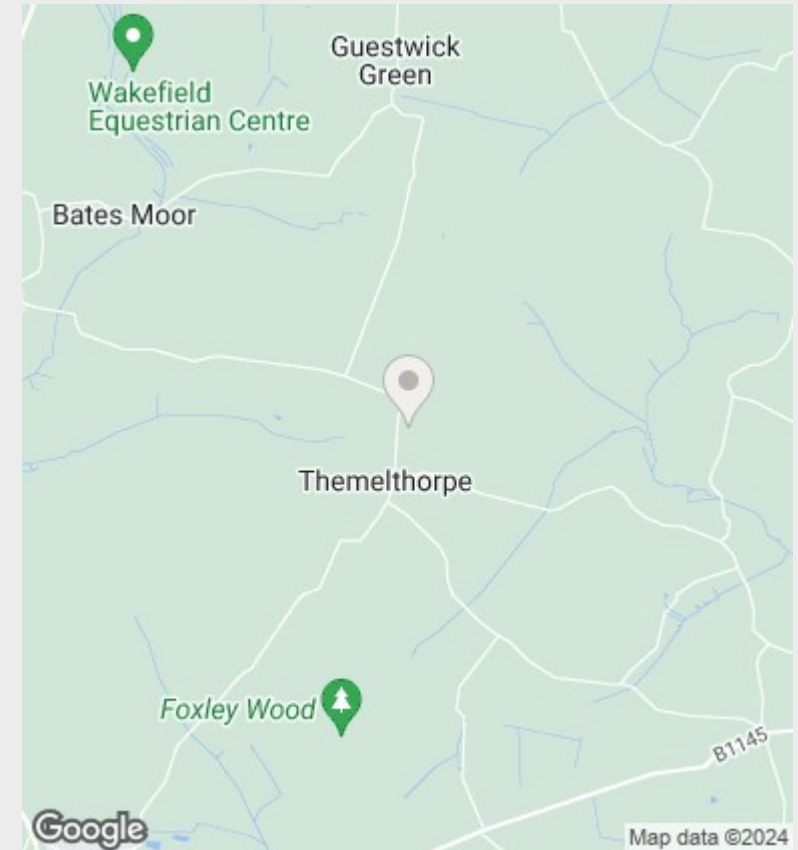 Guestwick
Green
Wakefield
Equestrian Centre
Bates Moor
Themelthorpe
Foxley Wood
B1145
Google
Map data ©2024